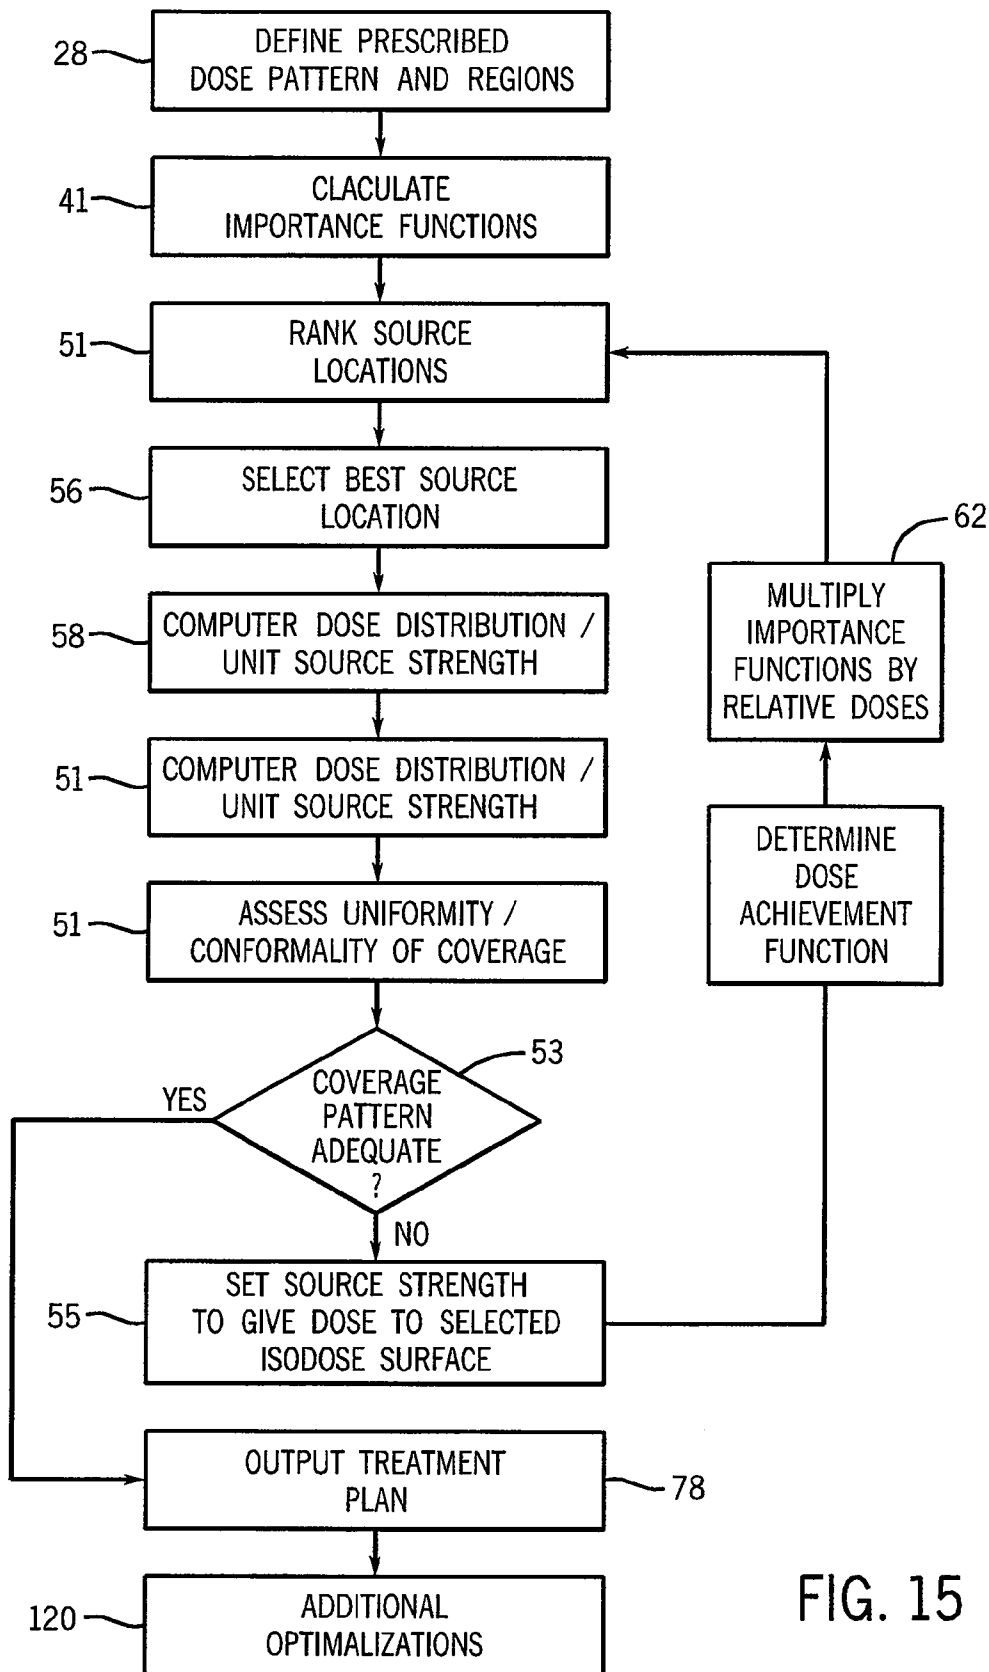 28
DEFINE PRESCRIBED
DOSE PATTERN AND REGIONS
41
CLACULATE
IMPORTANCE FUNCTIONS
51
RANK SOURCE
LOCATIONS
56
SELECT BEST SOURCE
LOCATION
58
COMPUTER DOSE DISTRIBUTION /
UNIT SOURCE STRENGTH
51
COMPUTER DOSE DISTRIBUTION /
UNIT SOURCE STRENGTH
51
ASSESS UNIFORMITY /
CONFORMALITY OF COVERAGE
53
COVERAGE
PATTERN
ADEQUATE
?
YES
NO
55
SET SOURCE STRENGTH
TO GIVE DOSE TO SELECTED
ISODOSE SURFACE
DETERMINE
DOSE
ACHIEVEMENT
FUNCTION
62
MULTIPLY
IMPORTANCE
FUNCTIONS BY
RELATIVE DOSES
OUTPUT TREATMENT
PLAN
78
120
ADDITIONAL
OPTIMALIZATIONS
FIG. 15